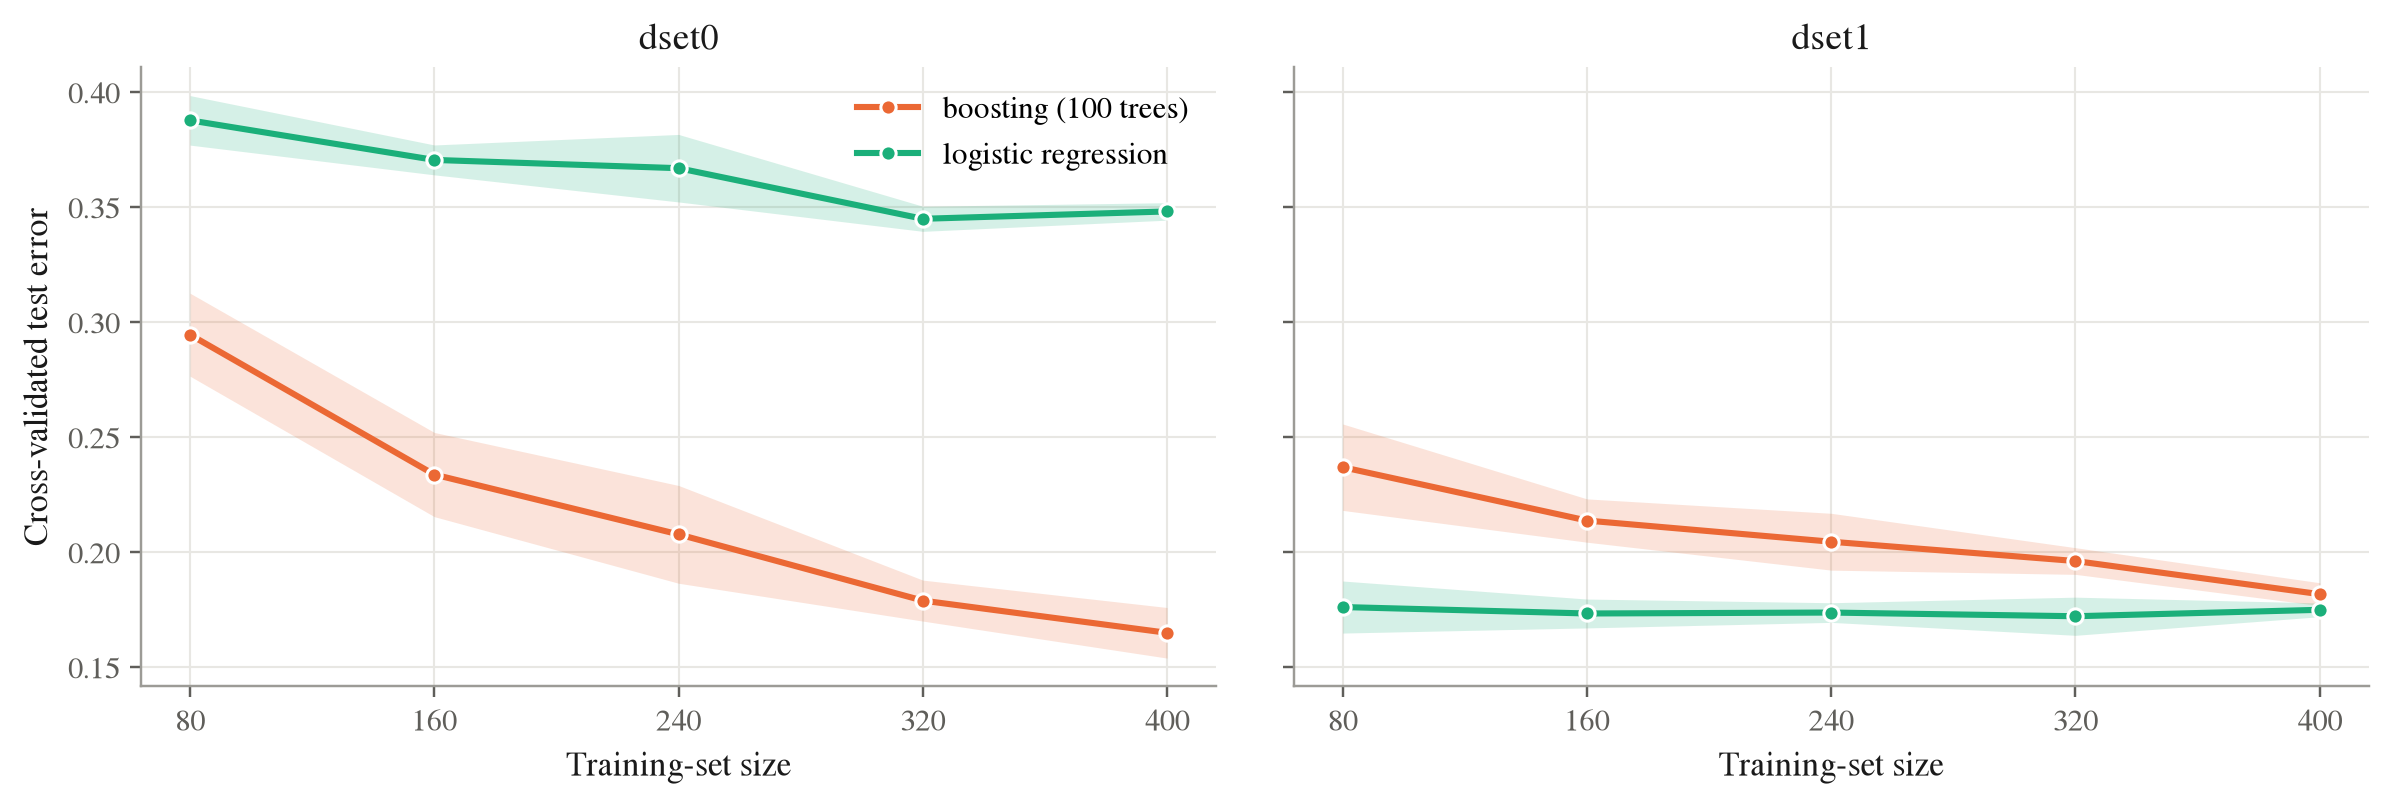 dset0
dset1
Cross-validated test error
0.40
0.35
0.30
0.25
0.20
0.15
boosting (100 trees)
logistic regression
80 160 240 320 400
Training-set size
80 160 240 320 400
Training-set size